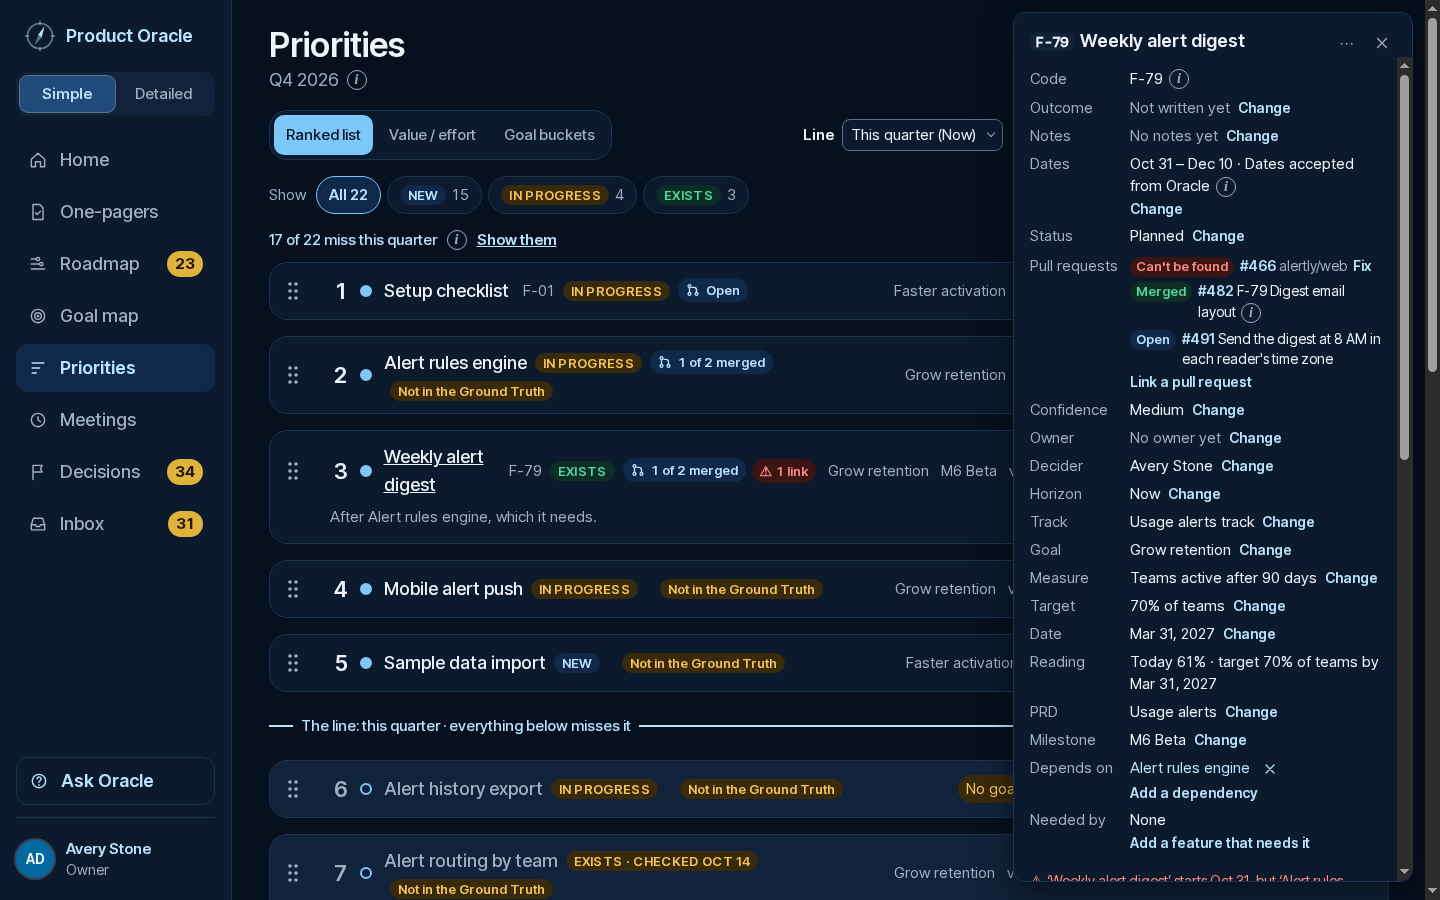 Product Oracle
Simple
Detailed
Home
One-pagers
Roadmap
23
Goal map
Priorities
Meetings
Decisions
34
Inbox
31
Ask Oracle
AD
Avery Stone
Owner
Priorities
Q4 2026 i
Ranked list
Value / effort
Goal buckets
Line
This quarter (Now)
Show
All 22
NEW 15
IN PROGRESS 4
EXISTS 3
17 of 22 miss this quarter i Show them
1 Setup checklist F-01 IN PROGRESS Open Faster activation
2 Alert rules engine IN PROGRESS 1 of 2 merged Grow retention
Not in the Ground Truth
3 Weekly alert digest F-79 EXISTS 1 of 2 merged 1 link Grow retention M6 Beta
After Alert rules engine, which it needs.
4 Mobile alert push IN PROGRESS Not in the Ground Truth Grow retention
5 Sample data import NEW Not in the Ground Truth Faster activation
The line: this quarter · everything below misses it
6 Alert history export IN PROGRESS Not in the Ground Truth No goa
7 Alert routing by team EXISTS · CHECKED OCT 14 Grow retention
Not in the Ground Truth
F-79 Weekly alert digest
Code F-79 i
Outcome Not written yet Change
Notes No notes yet Change
Dates Oct 31 – Dec 10 · Dates accepted
from Oracle i
Change
Status Planned Change
Pull requests Can't be found #466 alertly/web Fix
Merged #482 F-79 Digest email
layout i
Open #491 Send the digest at 8 AM in
each reader's time zone
Link a pull request
Confidence Medium Change
Owner No owner yet Change
Decider Avery Stone Change
Horizon Now Change
Track Usage alerts track Change
Goal Grow retention Change
Measure Teams active after 90 days Change
Target 70% of teams Change
Date Mar 31, 2027 Change
Reading Today 61% · target 70% of teams by
Mar 31, 2027
PRD Usage alerts Change
Milestone M6 Beta Change
Depends on Alert rules engine ×
Add a dependency
Needed by None
Add a feature that needs it
'Weekly alert digest' starts Oct 31, but 'Alert rules